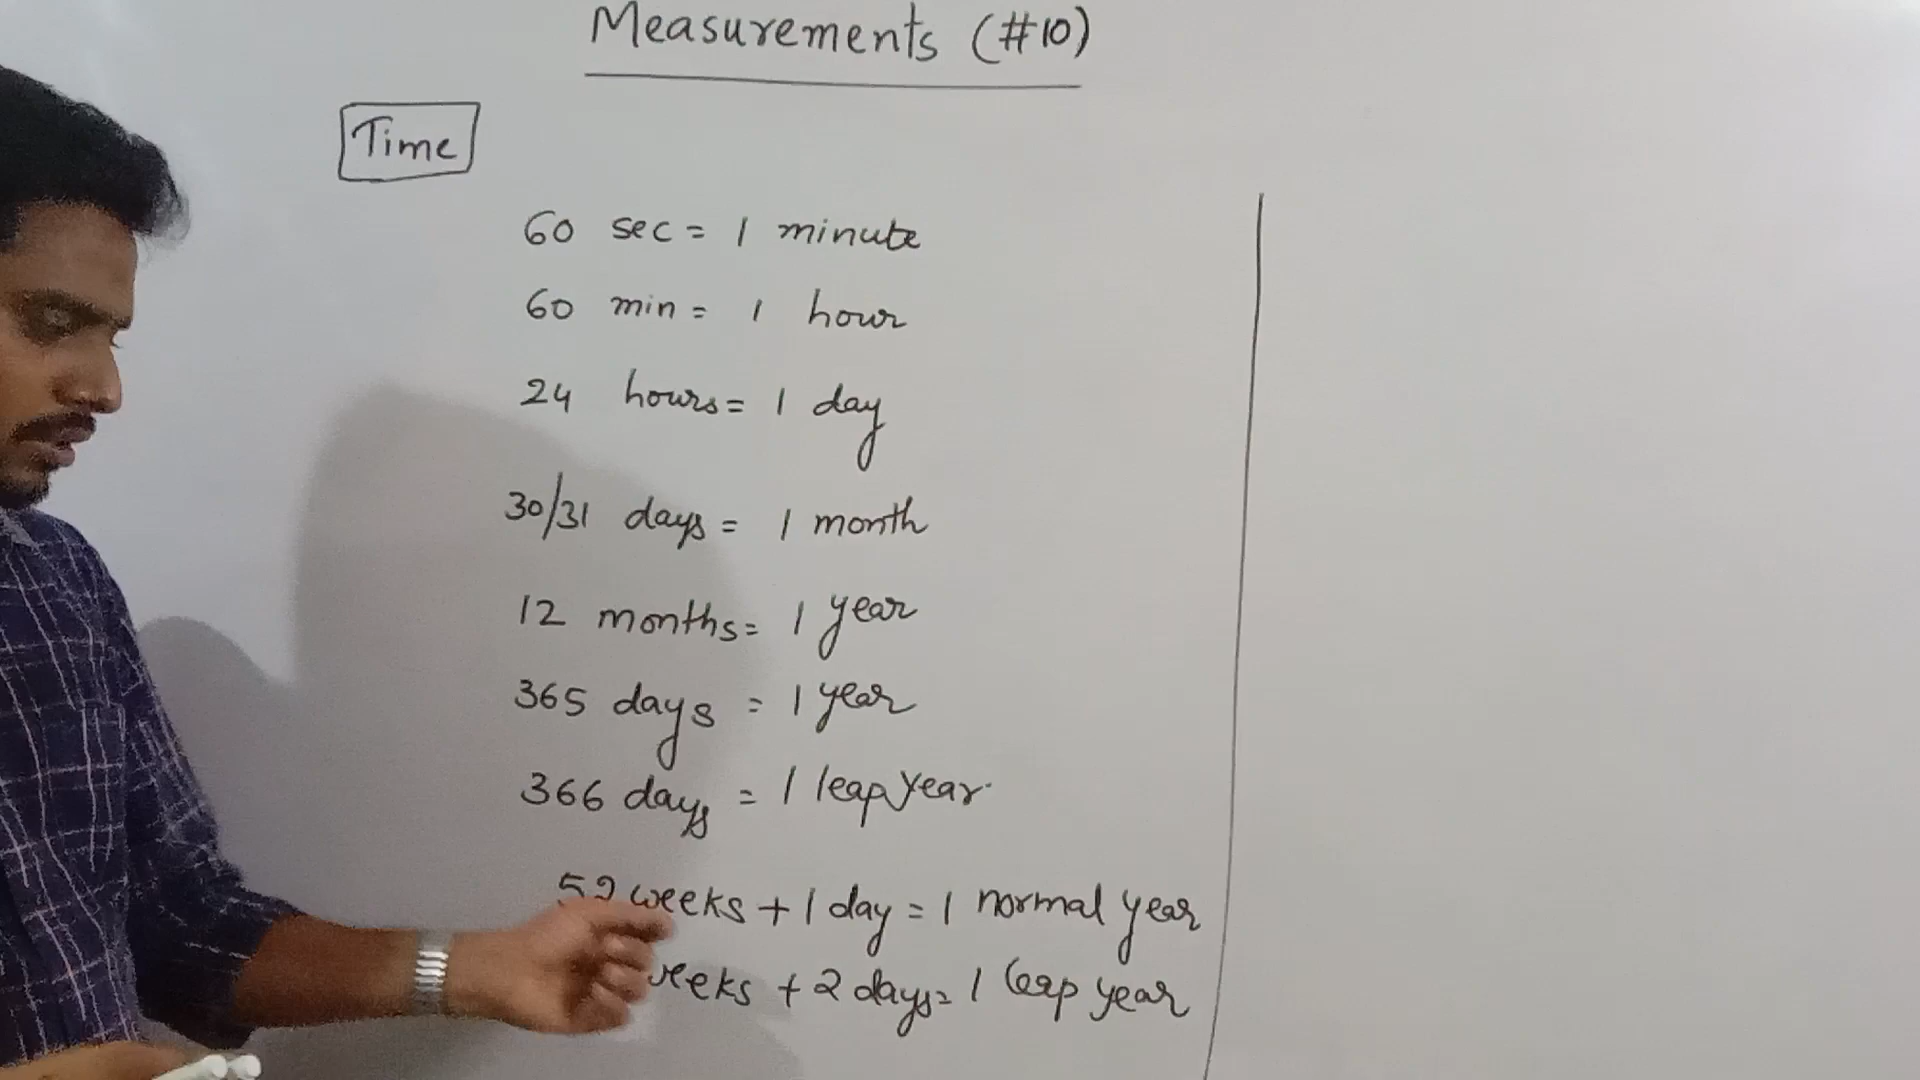 Measurements (#10)
Time
60 sec = 1 minute
60 min = 1 hour
24 hours = 1 day
30/31 days = 1 month
12 months = 1 year
365 days = 1 year
366 days = 1 leap year
52 weeks + 1 day = 1 normal year
weeks + 2 days = 1 leap year